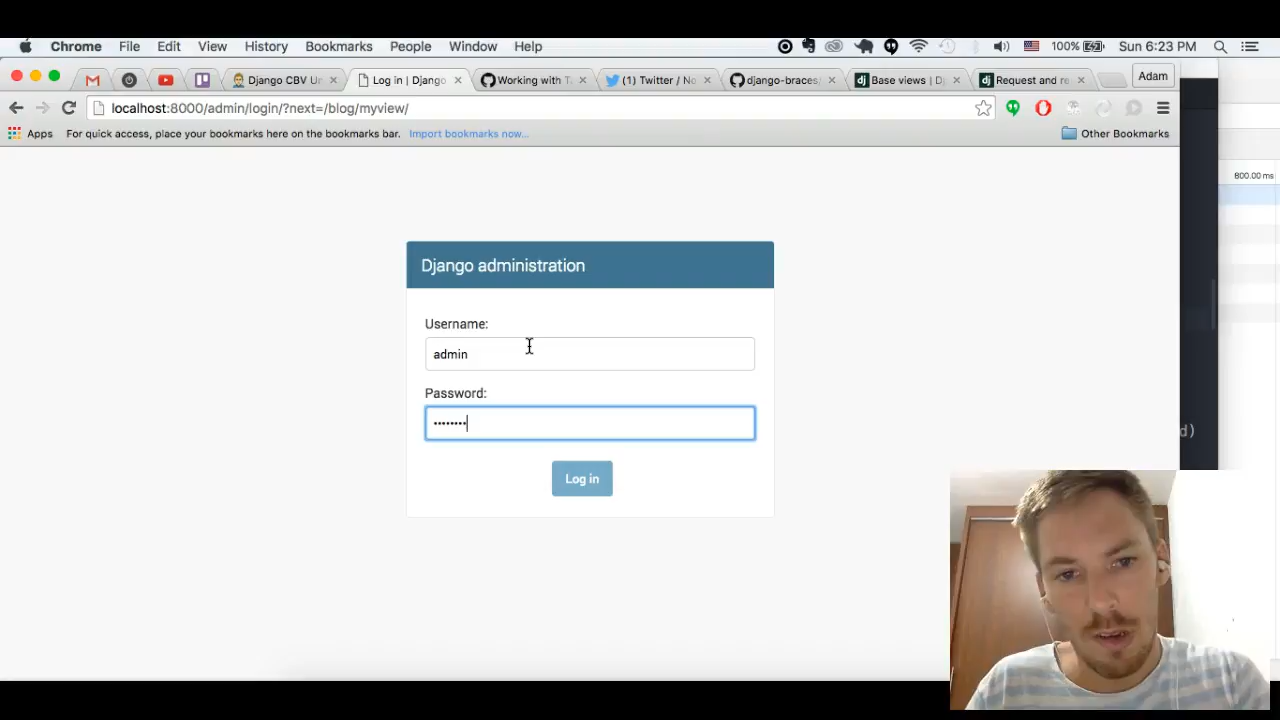 Chrome File Edit View History Bookmarks People Window Help 100% Sun 6:23 PM
Django CBV Un Log in | Django Working with T (1) Twitter / No django-braces/ Base views | Dj Request and re Adam
localhost:8000/admin/login/?next=/blog/myview/
Apps For quick access, place your bookmarks here on the bookmarks bar. Import bookmarks now... Other Bookmarks
800.00 ms
Django administration
Username:
admin
Password:
••••••••
d)
Log in